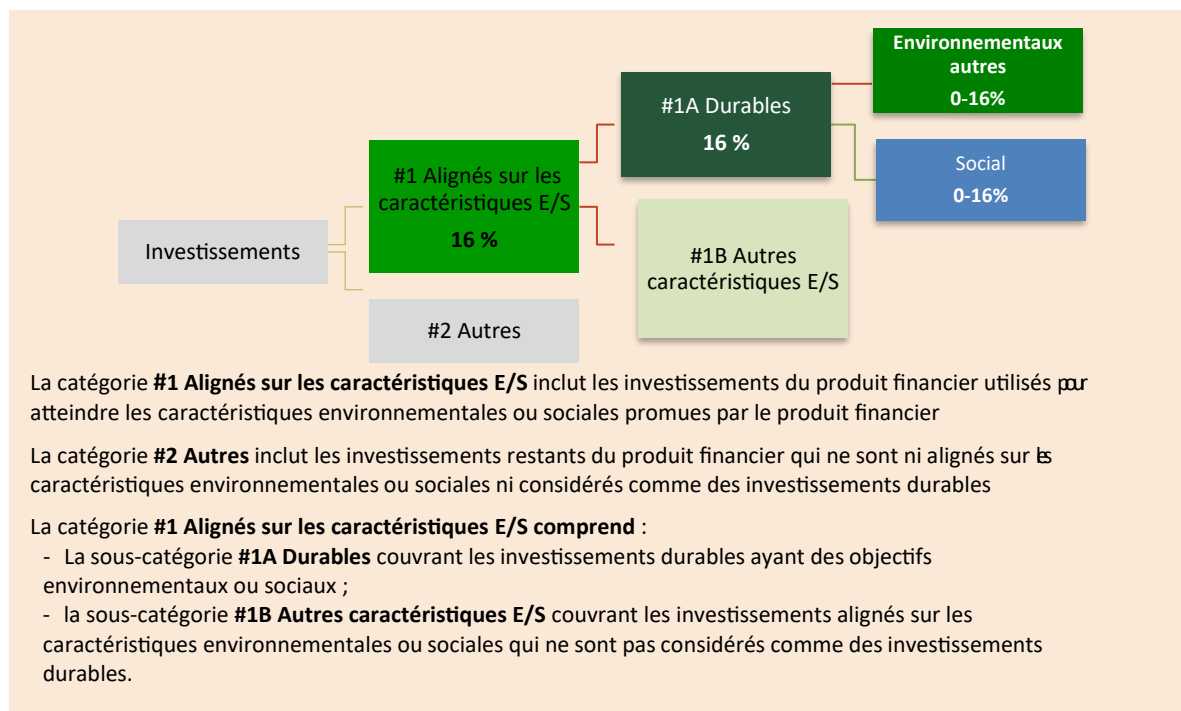 Environnementaux
autres
0-16%
#1A Durables
16 %
#1 Alignés sur les
caractéristiques E/S
16 %
Social
0-16%
Investissements
#1B Autres
caractéristiques E/S
#2 Autres
La catégorie #1 Alignés sur les caractéristiques E/S inclut les investissements du produit financier utilisés pour
atteindre les caractéristiques environnementales ou sociales promues par le produit financier
La catégorie #2 Autres inclut les investissements restants du produit financier qui ne sont ni alignés sur les
caractéristiques environnementales ou sociales ni considérés comme des investissements durables
La catégorie #1 Alignés sur les caractéristiques E/S comprend :
- La sous-catégorie #1A Durables couvrant les investissements durables ayant des objectifs
environnementaux ou sociaux ;
- la sous-catégorie #1B Autres caractéristiques E/S couvrant les investissements alignés sur les
caractéristiques environnementales ou sociales qui ne sont pas considérés comme des investissements
durables.